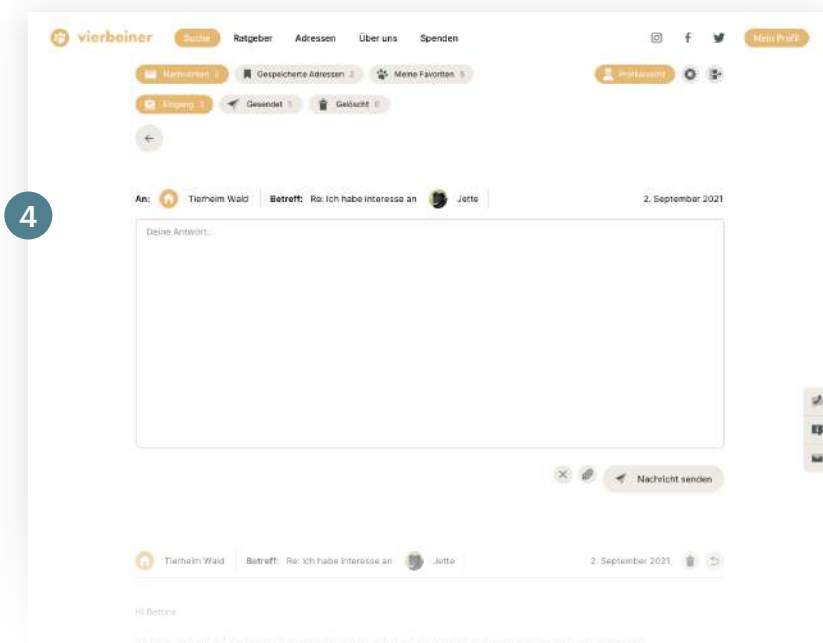 vierbeiner Suche Ratgeber Adressen Über uns Spenden Mein Profil
Nachrichten Gespeicherte Adressen 2 Meine Favoriten 6 Profilansicht
Eingang 3 Gesendet 1 Gelöscht 0
An: Tierheim Wald Betreff: Re: Ich habe interesse an Jette 2. September 2021
4
Deine Antwort...
Nachricht senden
Tierheim Wald Betreff: Re: Ich habe interesse an Jette 2. September 2021
Hi Bettina